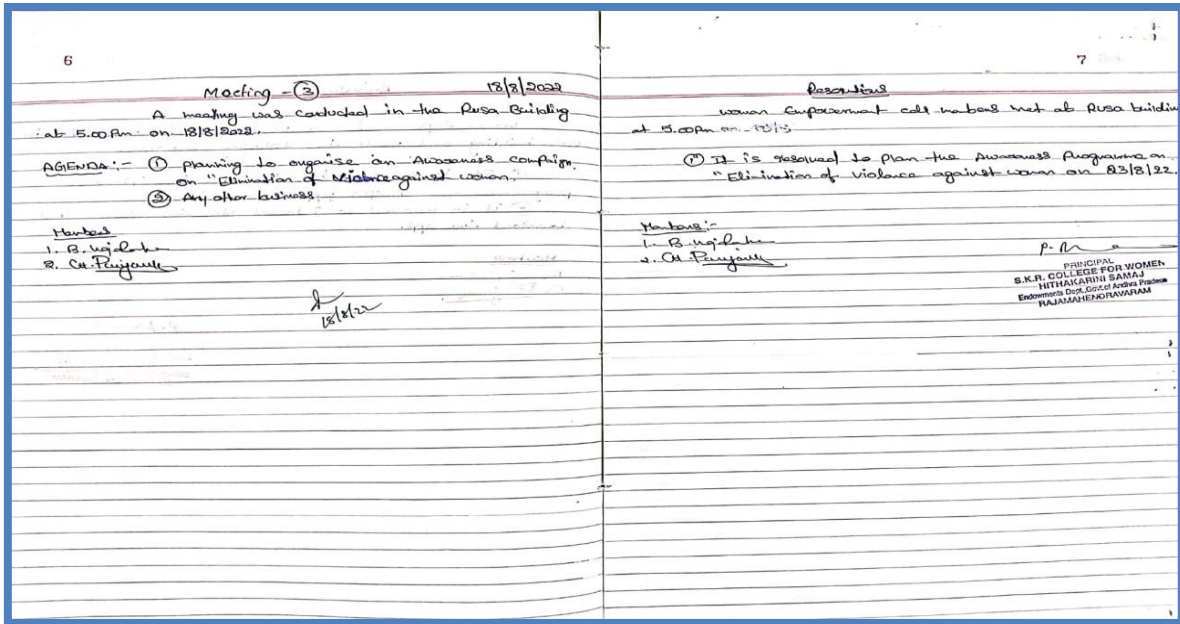 6
Meeting - ③ 18/8/2022
A meeting was conducted in the Rusa Building
at 5.00 Pm on 18/8/2022.
AGENDA :- ① planning to organise an Awareness campaign
on "Elimination of Violence against women.
② Any other business
Members
1. B.
2. CH.
18/8/22
7
Resolutions
women Empowerment cell members met at Rusa buildin
at 5.00 Pm on
① It is resolved to plan the Awareness Programme on
"Elimination of violence against women on 23/8/22.
Members :-
1. B.
2. CH.
PRINCIPAL
S.K.R. COLLEGE FOR WOMEN
HITHAKARINI SAMAJ
Endowments Dept., Govt.of Andhra Pradesh
RAJAMAHENDRAVARAM